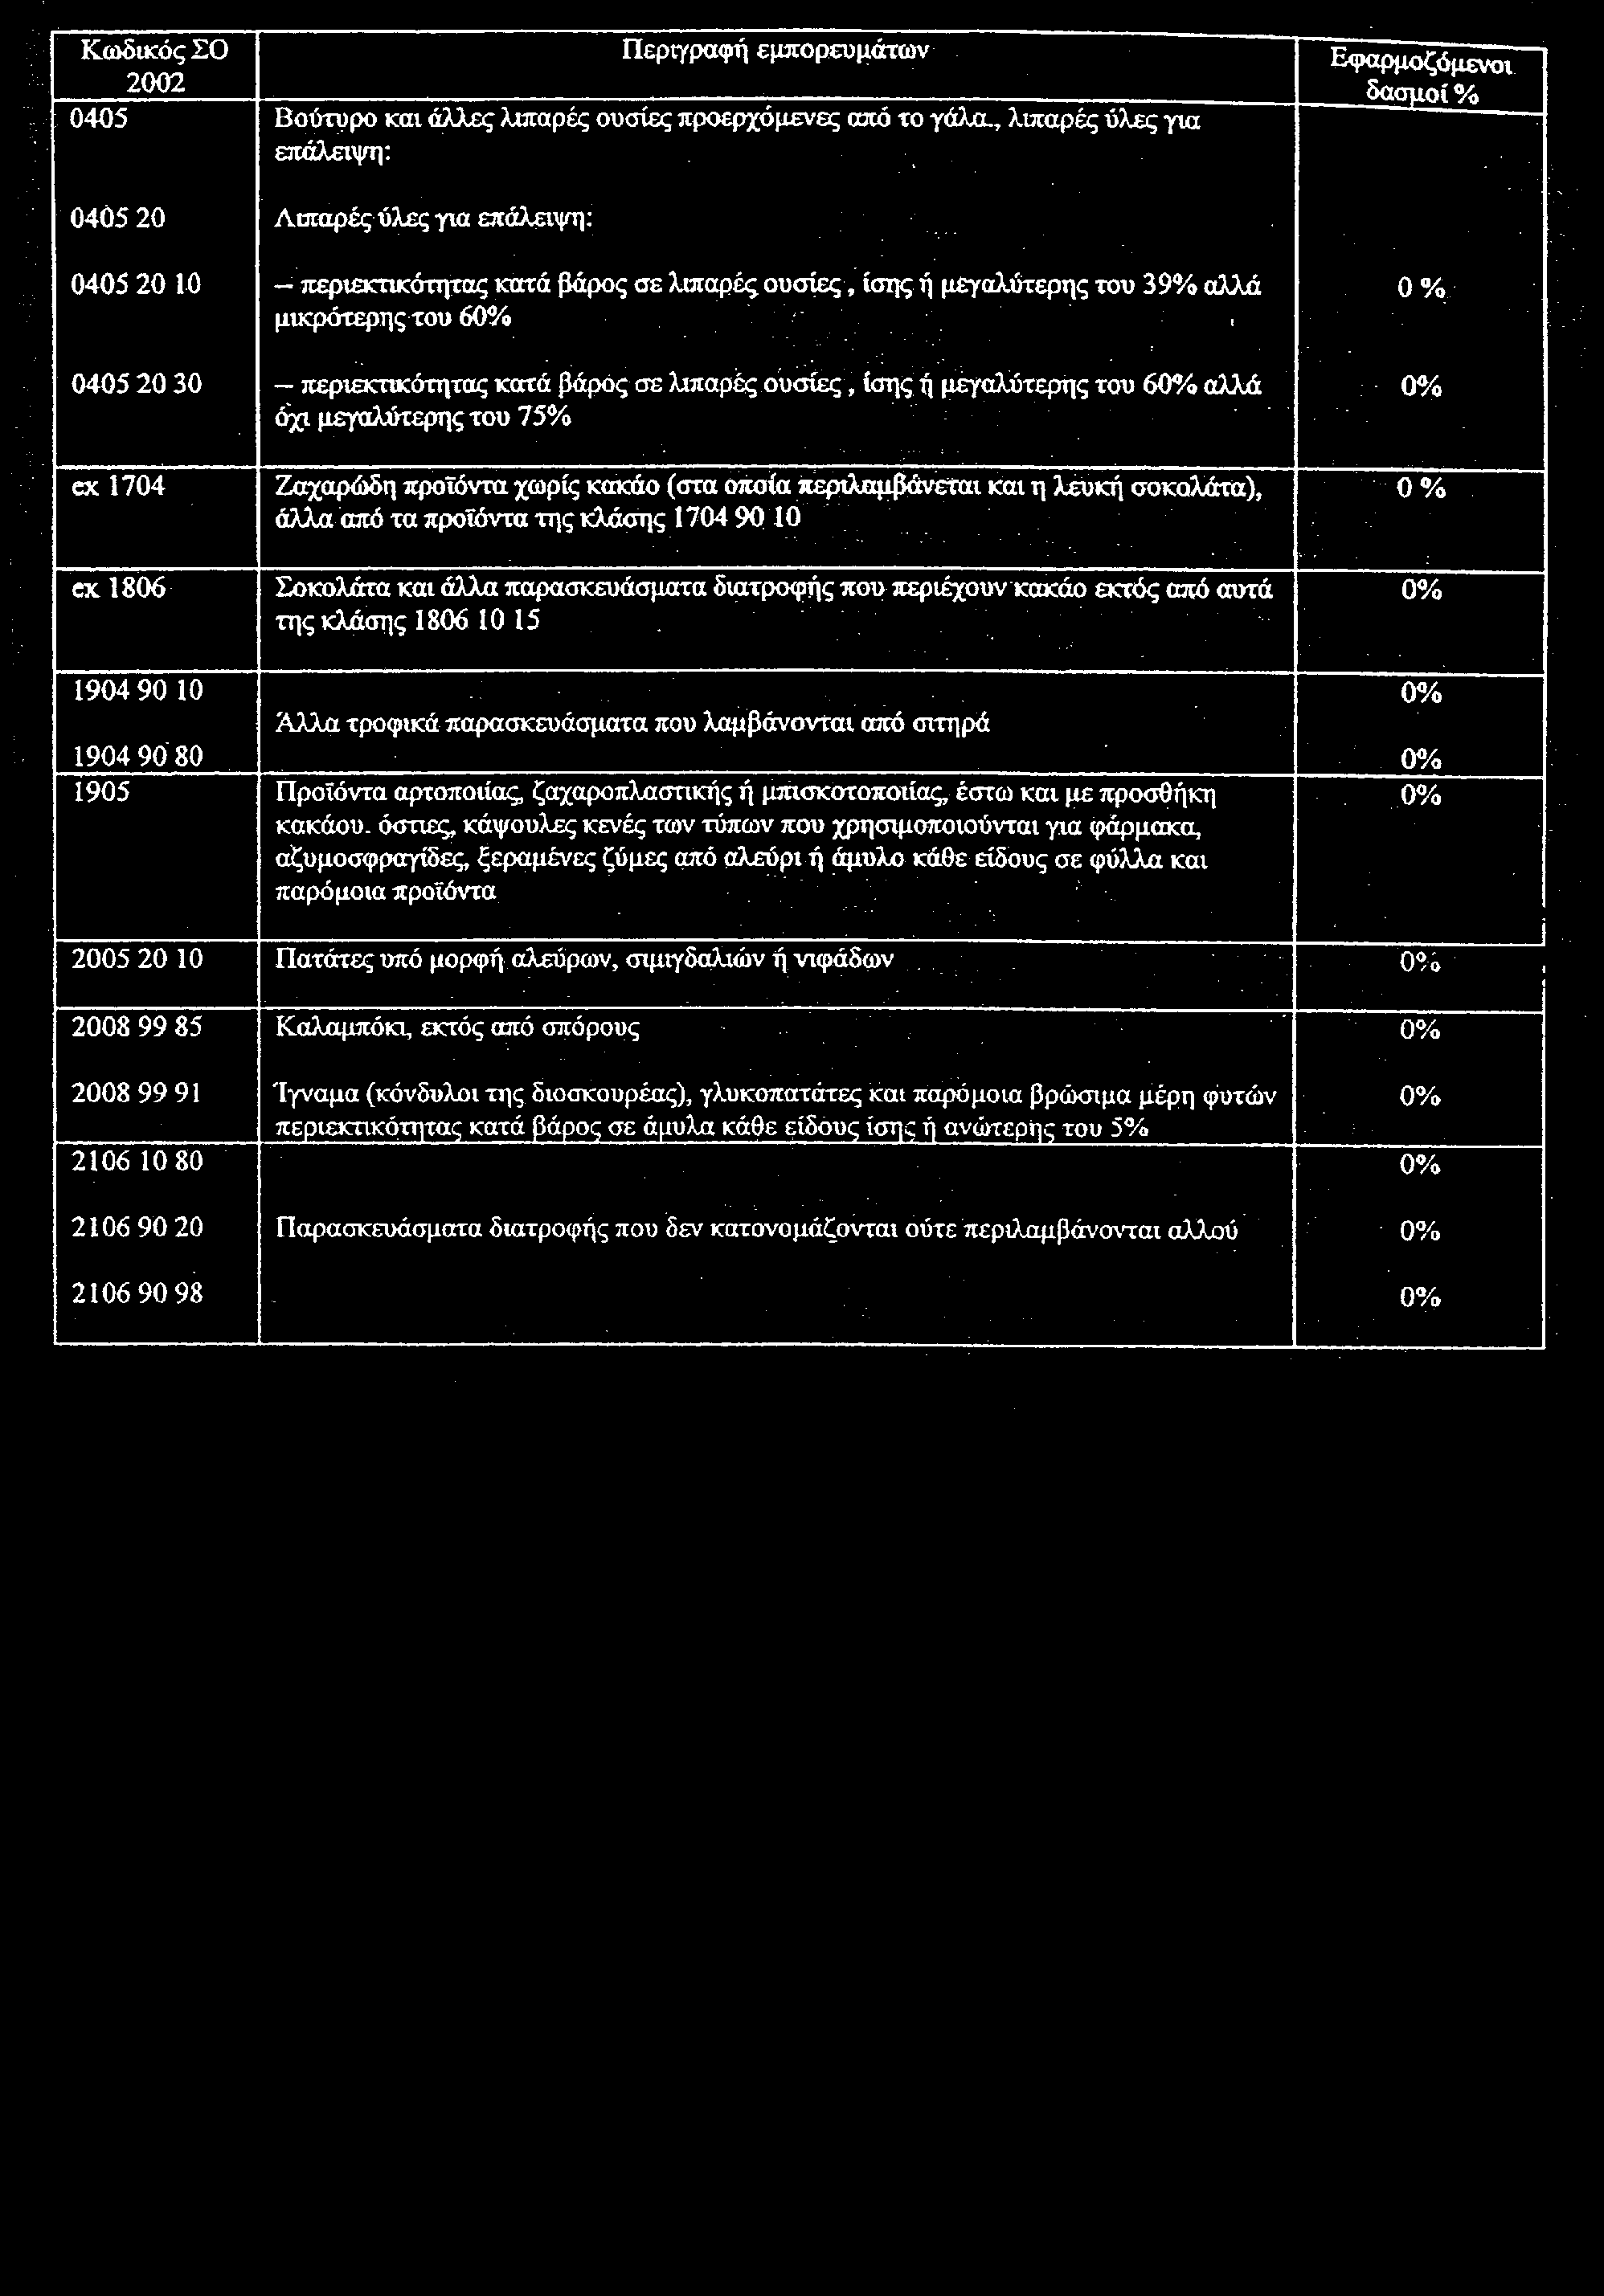 Κωδικός ΣΟ Περιγραφή εμπορευμάτων Εφαρμοζόμενοι
2002 δασμοί %
0405 Βούτυρο και άλλες λιπαρές ουσίες προερχόμενες από το γάλα., λιπαρές ύλες για
επάλειψη:
0405 20 Λιπαρές ύλες για επάλειψη:
0405 20 10 – περιεκτικότητας κατά βάρος σε λιπαρές ουσίες , ίσης ή μεγαλύτερης του 39% αλλά 0 %
μικρότερης του 60%
0405 20 30 – περιεκτικότητας κατά βάρος σε λιπαρές ουσίες , ίσης ή μεγαλύτερης του 60% αλλά 0%
όχι μεγαλύτερης του 75%
ex 1704 Ζαχαρώδη προϊόντα χωρίς κακάο (στα οποία περιλαμβάνεται και η λευκή σοκολάτα), 0 %
άλλα από τα προϊόντα της κλάσης 1704 90 10
ex 1806 Σοκολάτα και άλλα παρασκευάσματα διατροφής που περιέχουν κακάο εκτός από αυτά 0%
της κλάσης 1806 10 15
1904 90 10 0%
Άλλα τροφικά παρασκευάσματα που λαμβάνονται από σιτηρά
1904 90 80 0%
1905 Προϊόντα αρτοποιίας, ζαχαροπλαστικής ή μπισκοτοποιίας, έστω και με προσθήκη 0%
κακάου. όστιες, κάψουλες κενές των τύπων που χρησιμοποιούνται για φάρμακα,
αζυμοσφραγίδες, ξεραμένες ζύμες από αλεύρι ή άμυλο κάθε είδους σε φύλλα και
παρόμοια προϊόντα
2005 20 10 Πατάτες υπό μορφή αλεύρων, σιμιγδαλιών ή νιφάδων 0%
2008 99 85 Καλαμπόκι, εκτός από σπόρους 0%
2008 99 91 Ίγναμα (κόνδυλοι της διοσκουρέας), γλυκοπατάτες και παρόμοια βρώσιμα μέρη φυτών 0%
περιεκτικότητας κατά βάρος σε άμυλα κάθε είδους ίσης ή ανώτερης του 5%
2106 10 80 0%
2106 90 20 Παρασκευάσματα διατροφής που δεν κατονομάζονται ούτε περιλαμβάνονται αλλού 0%
2106 90 98 0%